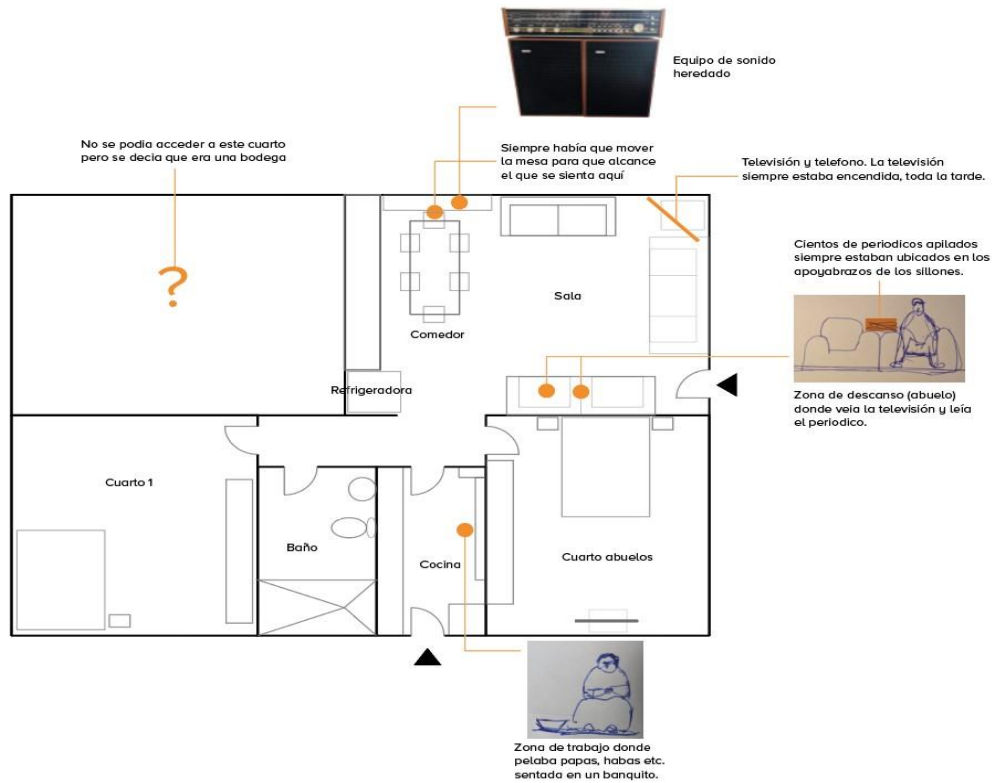 Equipo de sonido
heredado
No se podia acceder a este cuarto
pero se decia que era una bodega
Siempre había que mover
la mesa para que alcance
el que se sienta aquí
Televisión y telefono. La televisión
siempre estaba encendida, toda la tarde.
Cientos de periodicos apilados
siempre estaban ubicados en los
apoyabrazos de los sillones.
?
Sala
Comedor
Refrigeradora
Zona de descanso (abuelo)
donde veia la televisión y leía
el periodico.
Cuarto 1
Baño
Cocina
Cuarto abuelos
Zona de trabajo donde
pelaba papas, habas etc.
sentada en un banquito.